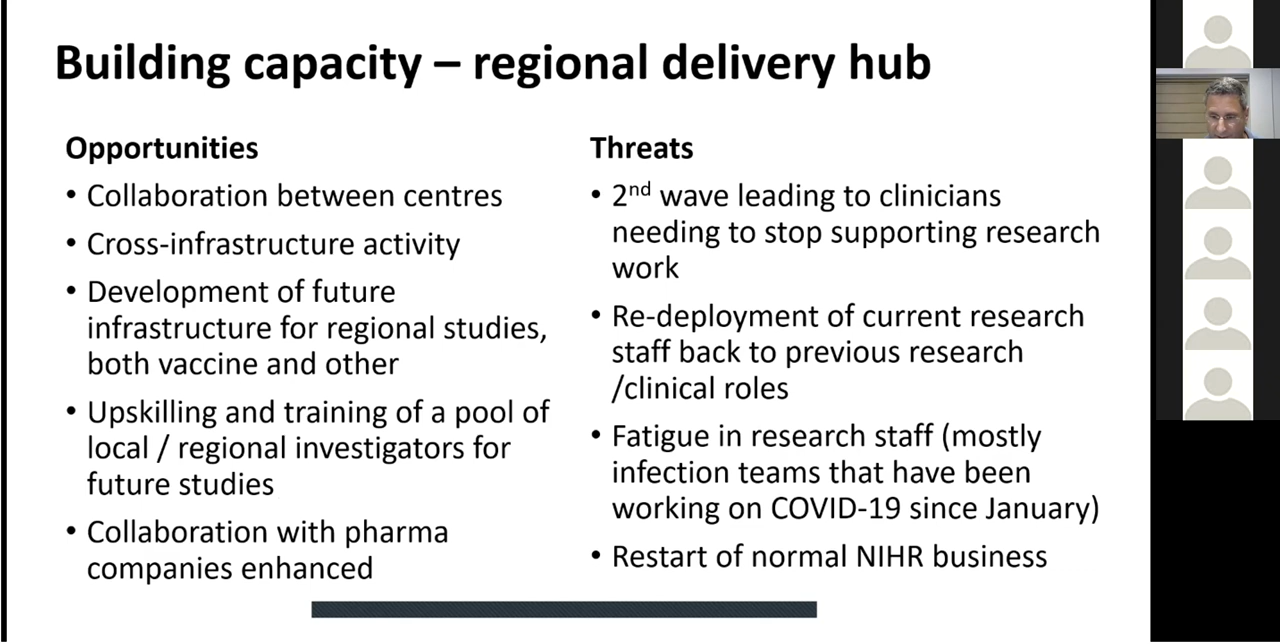 Building capacity – regional delivery hub
Opportunities
• Collaboration between centres
• Cross-infrastructure activity
• Development of future
infrastructure for regional studies,
both vaccine and other
• Upskilling and training of a pool of
local / regional investigators for
future studies
• Collaboration with pharma
companies enhanced
Threats
• 2nd wave leading to clinicians
needing to stop supporting research
work
• Re-deployment of current research
staff back to previous research
/clinical roles
• Fatigue in research staff (mostly
infection teams that have been
working on COVID-19 since January)
• Restart of normal NIHR business